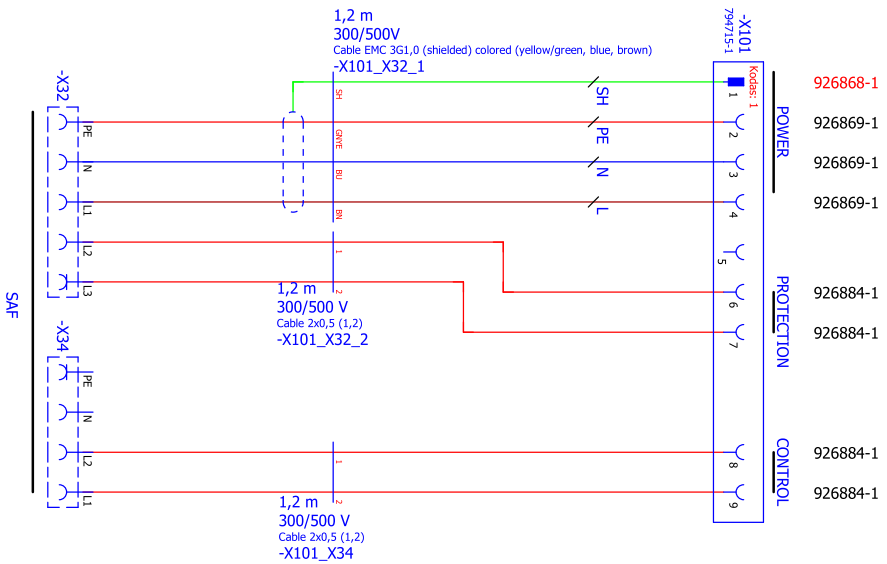 1,2 m
300/500V
Cable EMC 3G1,0 (shielded) colored (yellow/green, blue, brown)
-X101_X32_1
-X101
794715-1
Kodas: 1
-X32
SH
SH
1
926868-1
PE
GNYE
PE
2
926869-1
POWER
N
BU
N
3
926869-1
L1
BN
L
4
926869-1
L2
1
5
L3
2
6
926884-1
7
926884-1
PROTECTION
1,2 m
300/500 V
Cable 2x0,5 (1,2)
-X101_X32_2
SAF
-X34
PE
N
L2
1
8
926884-1
CONTROL
L1
2
9
926884-1
1,2 m
300/500 V
Cable 2x0,5 (1,2)
-X101_X34